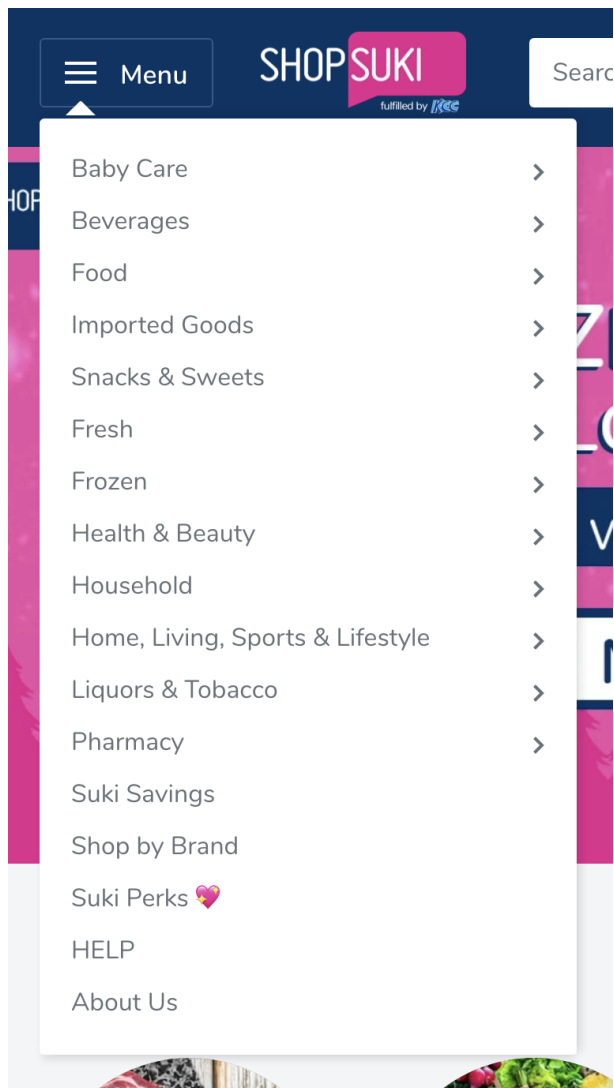 Menu
SHOPSUKI
fulfilled by KCC
Baby Care
Beverages
Food
Imported Goods
Snacks & Sweets
Fresh
Frozen
Health & Beauty
Household
Home, Living, Sports & Lifestyle
Liquors & Tobacco
Pharmacy
Suki Savings
Shop by Brand
Suki Perks 💖
HELP
About Us